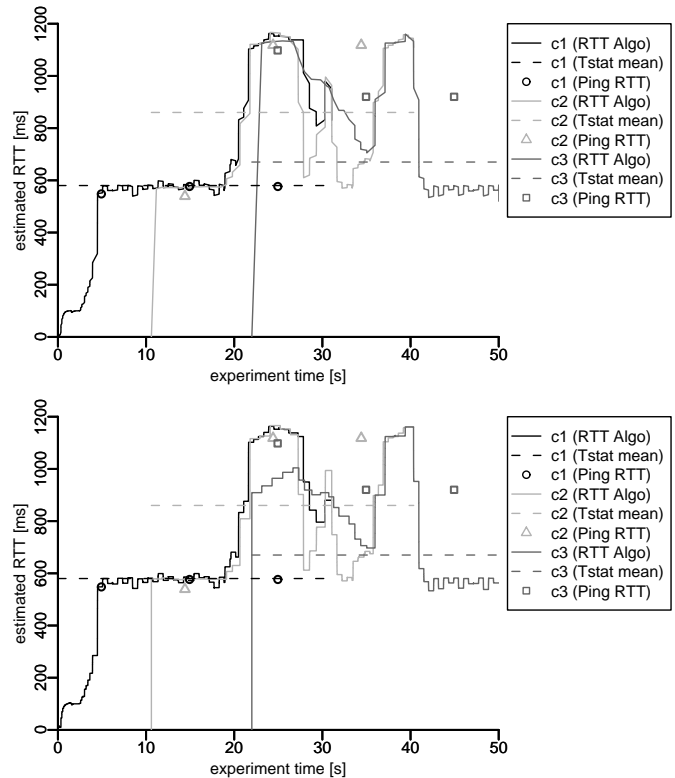 1200
1000
800
600
400
200
0
estimated RTT [ms]
0 10 20 30 40 50
experiment time [s]
c1 (RTT Algo)
c1 (Tstat mean)
c1 (Ping RTT)
c2 (RTT Algo)
c2 (Tstat mean)
c2 (Ping RTT)
c3 (RTT Algo)
c3 (Tstat mean)
c3 (Ping RTT)
1200
1000
800
600
400
200
0
estimated RTT [ms]
0 10 20 30 40 50
experiment time [s]
c1 (RTT Algo)
c1 (Tstat mean)
c1 (Ping RTT)
c2 (RTT Algo)
c2 (Tstat mean)
c2 (Ping RTT)
c3 (RTT Algo)
c3 (Tstat mean)
c3 (Ping RTT)